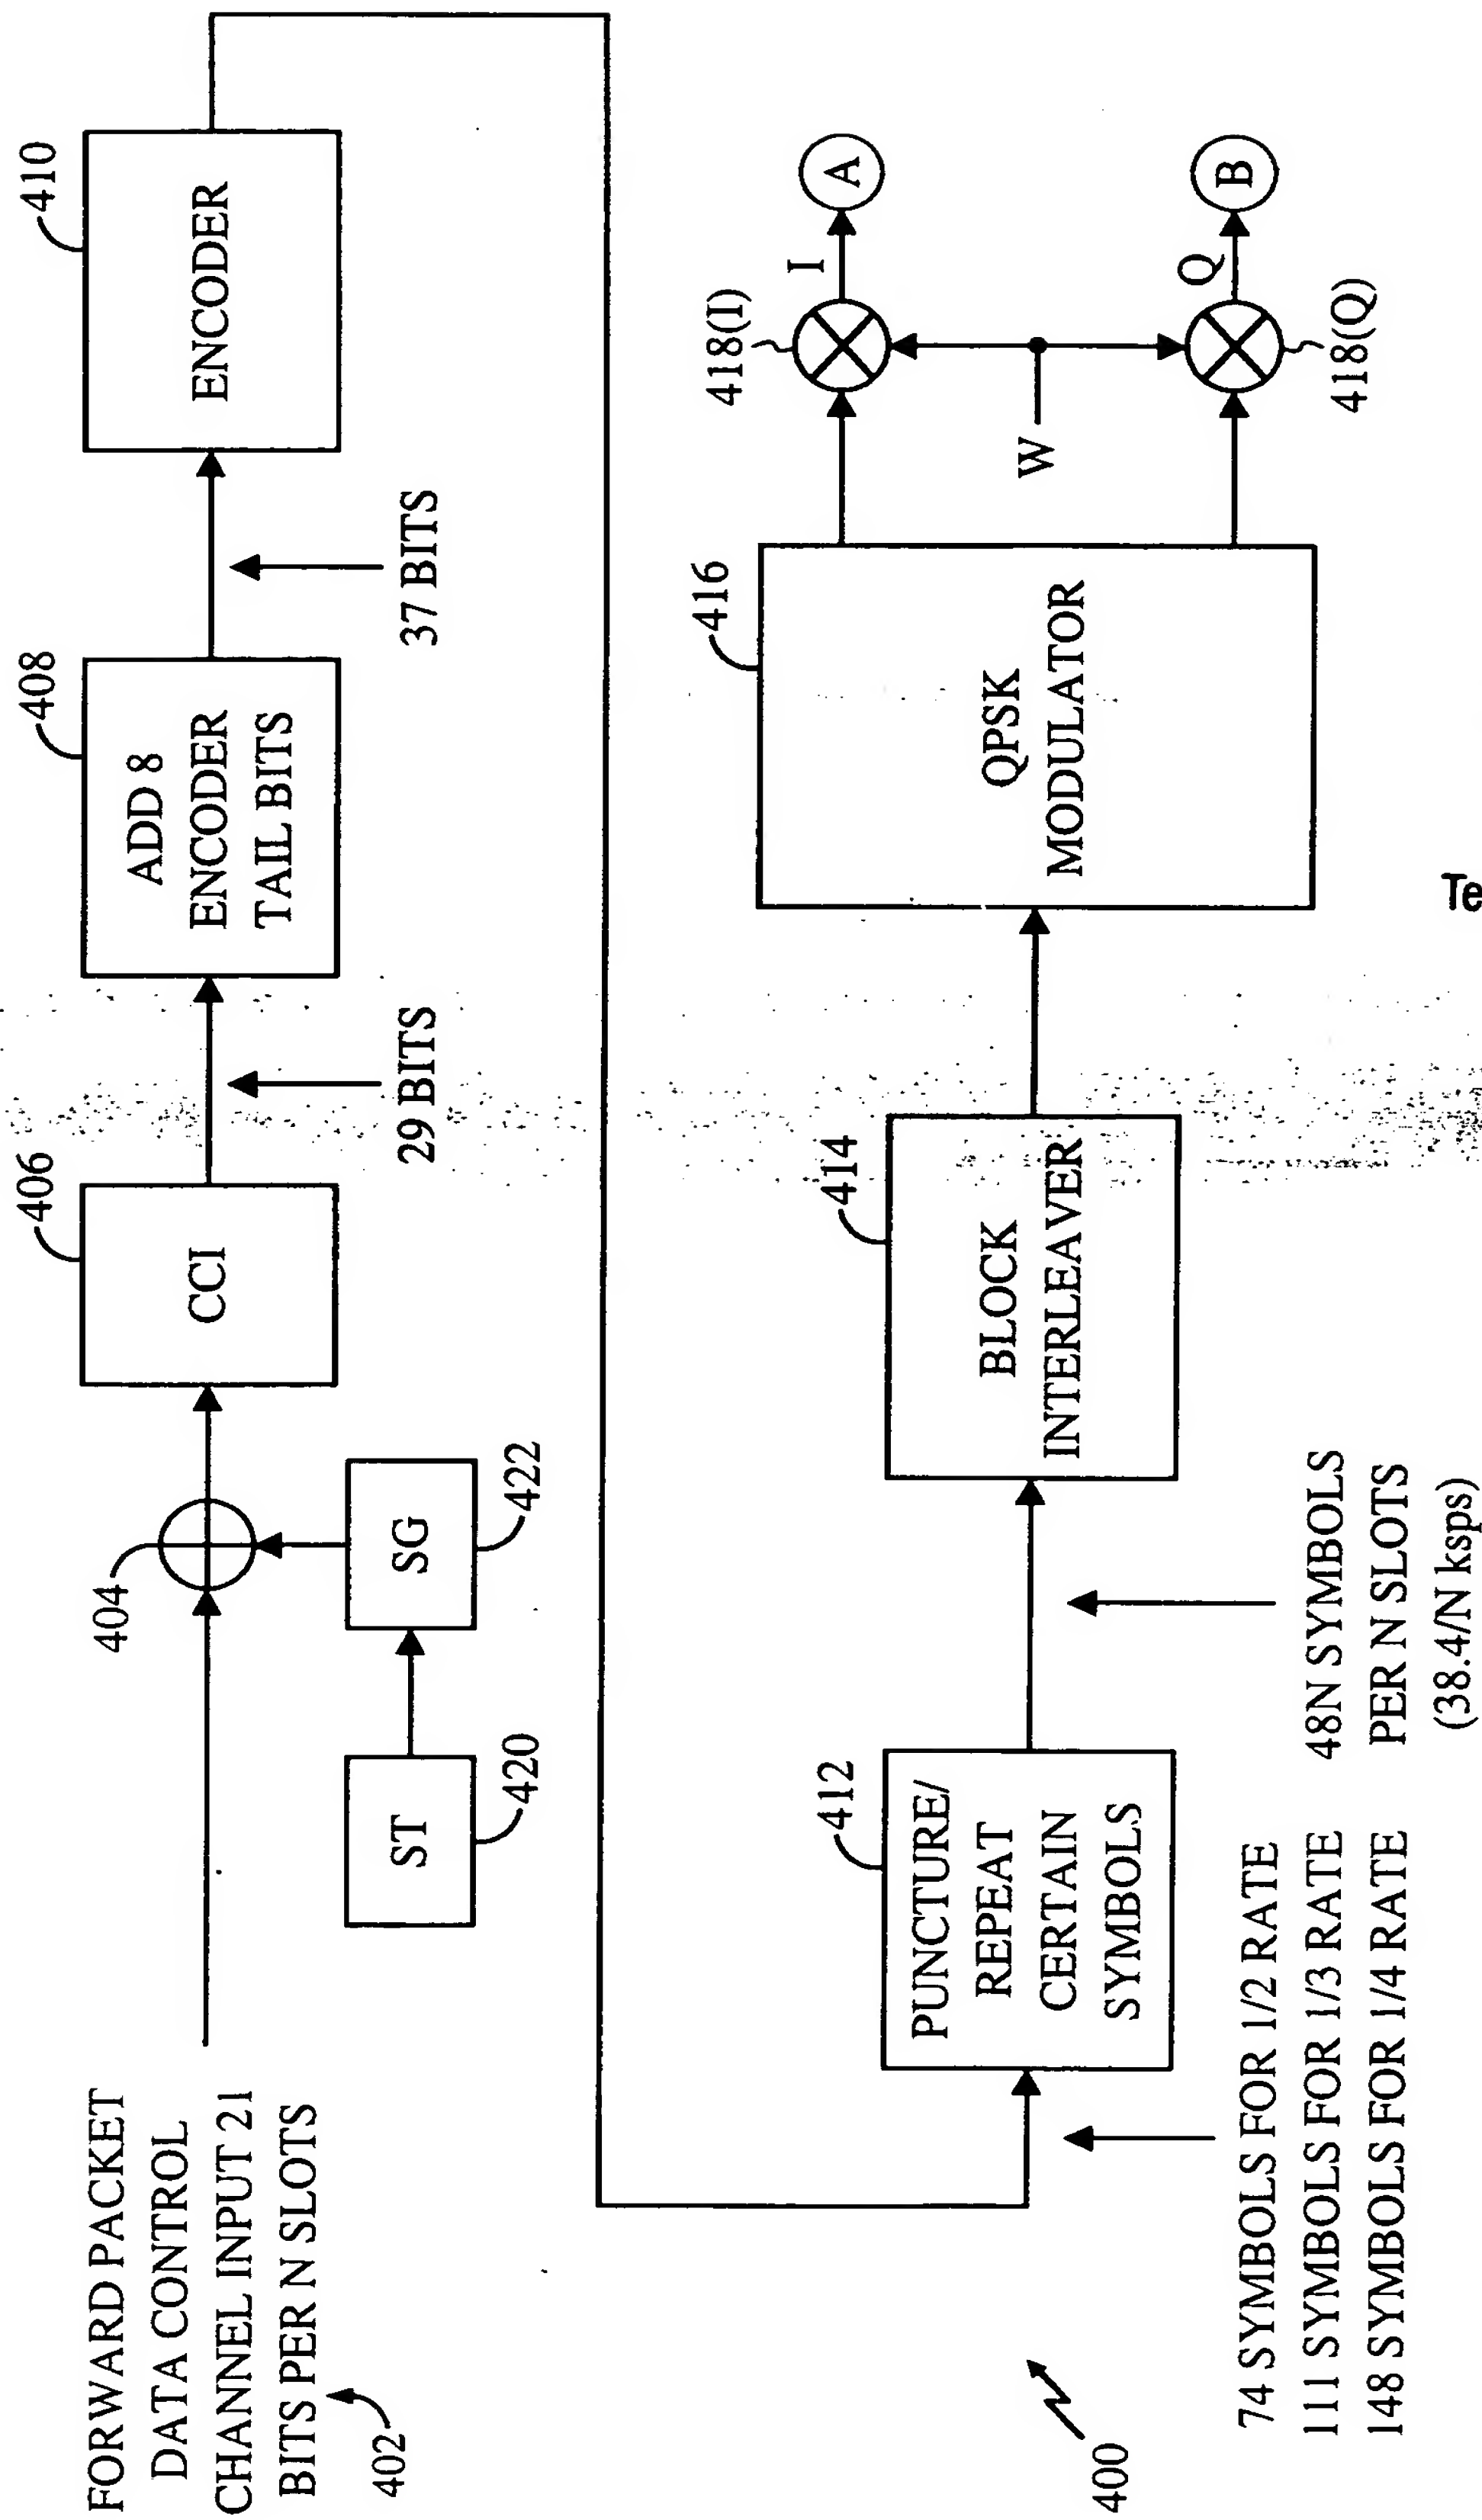 FORWARD PACKET
DATA CONTROL
CHANNEL INPUT 21
BITS PER N SLOTS
402
404
ST
420
SG
422
CCI
406
29 BITS
ADD 8
ENCODER
TAIL BITS
408
37 BITS
ENCODER
410
400
74 SYMBOLS FOR 1/2 RATE
111 SYMBOLS FOR 1/3 RATE
148 SYMBOLS FOR 1/4 RATE
PUNCTURE/
REPEAT
CERTAIN
SYMBOLS
412
48N SYMBOLS
PER N SLOTS
(38.4/N ksps)
BLOCK
INTERLEAVER
414
QPSK
MODULATOR
416
W
418(I)
I
A
418(Q)
Q
B
Te